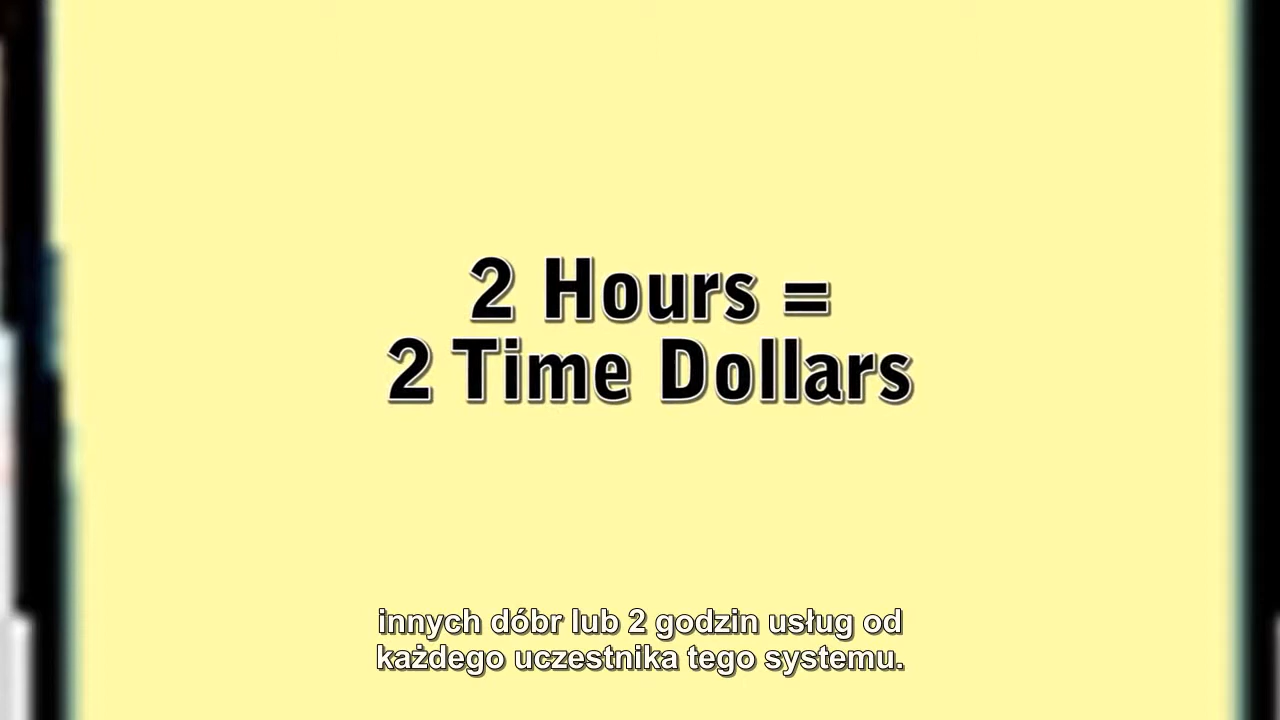 2 Hours =
2 Time Dollars
innych dóbr lub 2 godzin usług od
każdego uczestnika tego systemu.